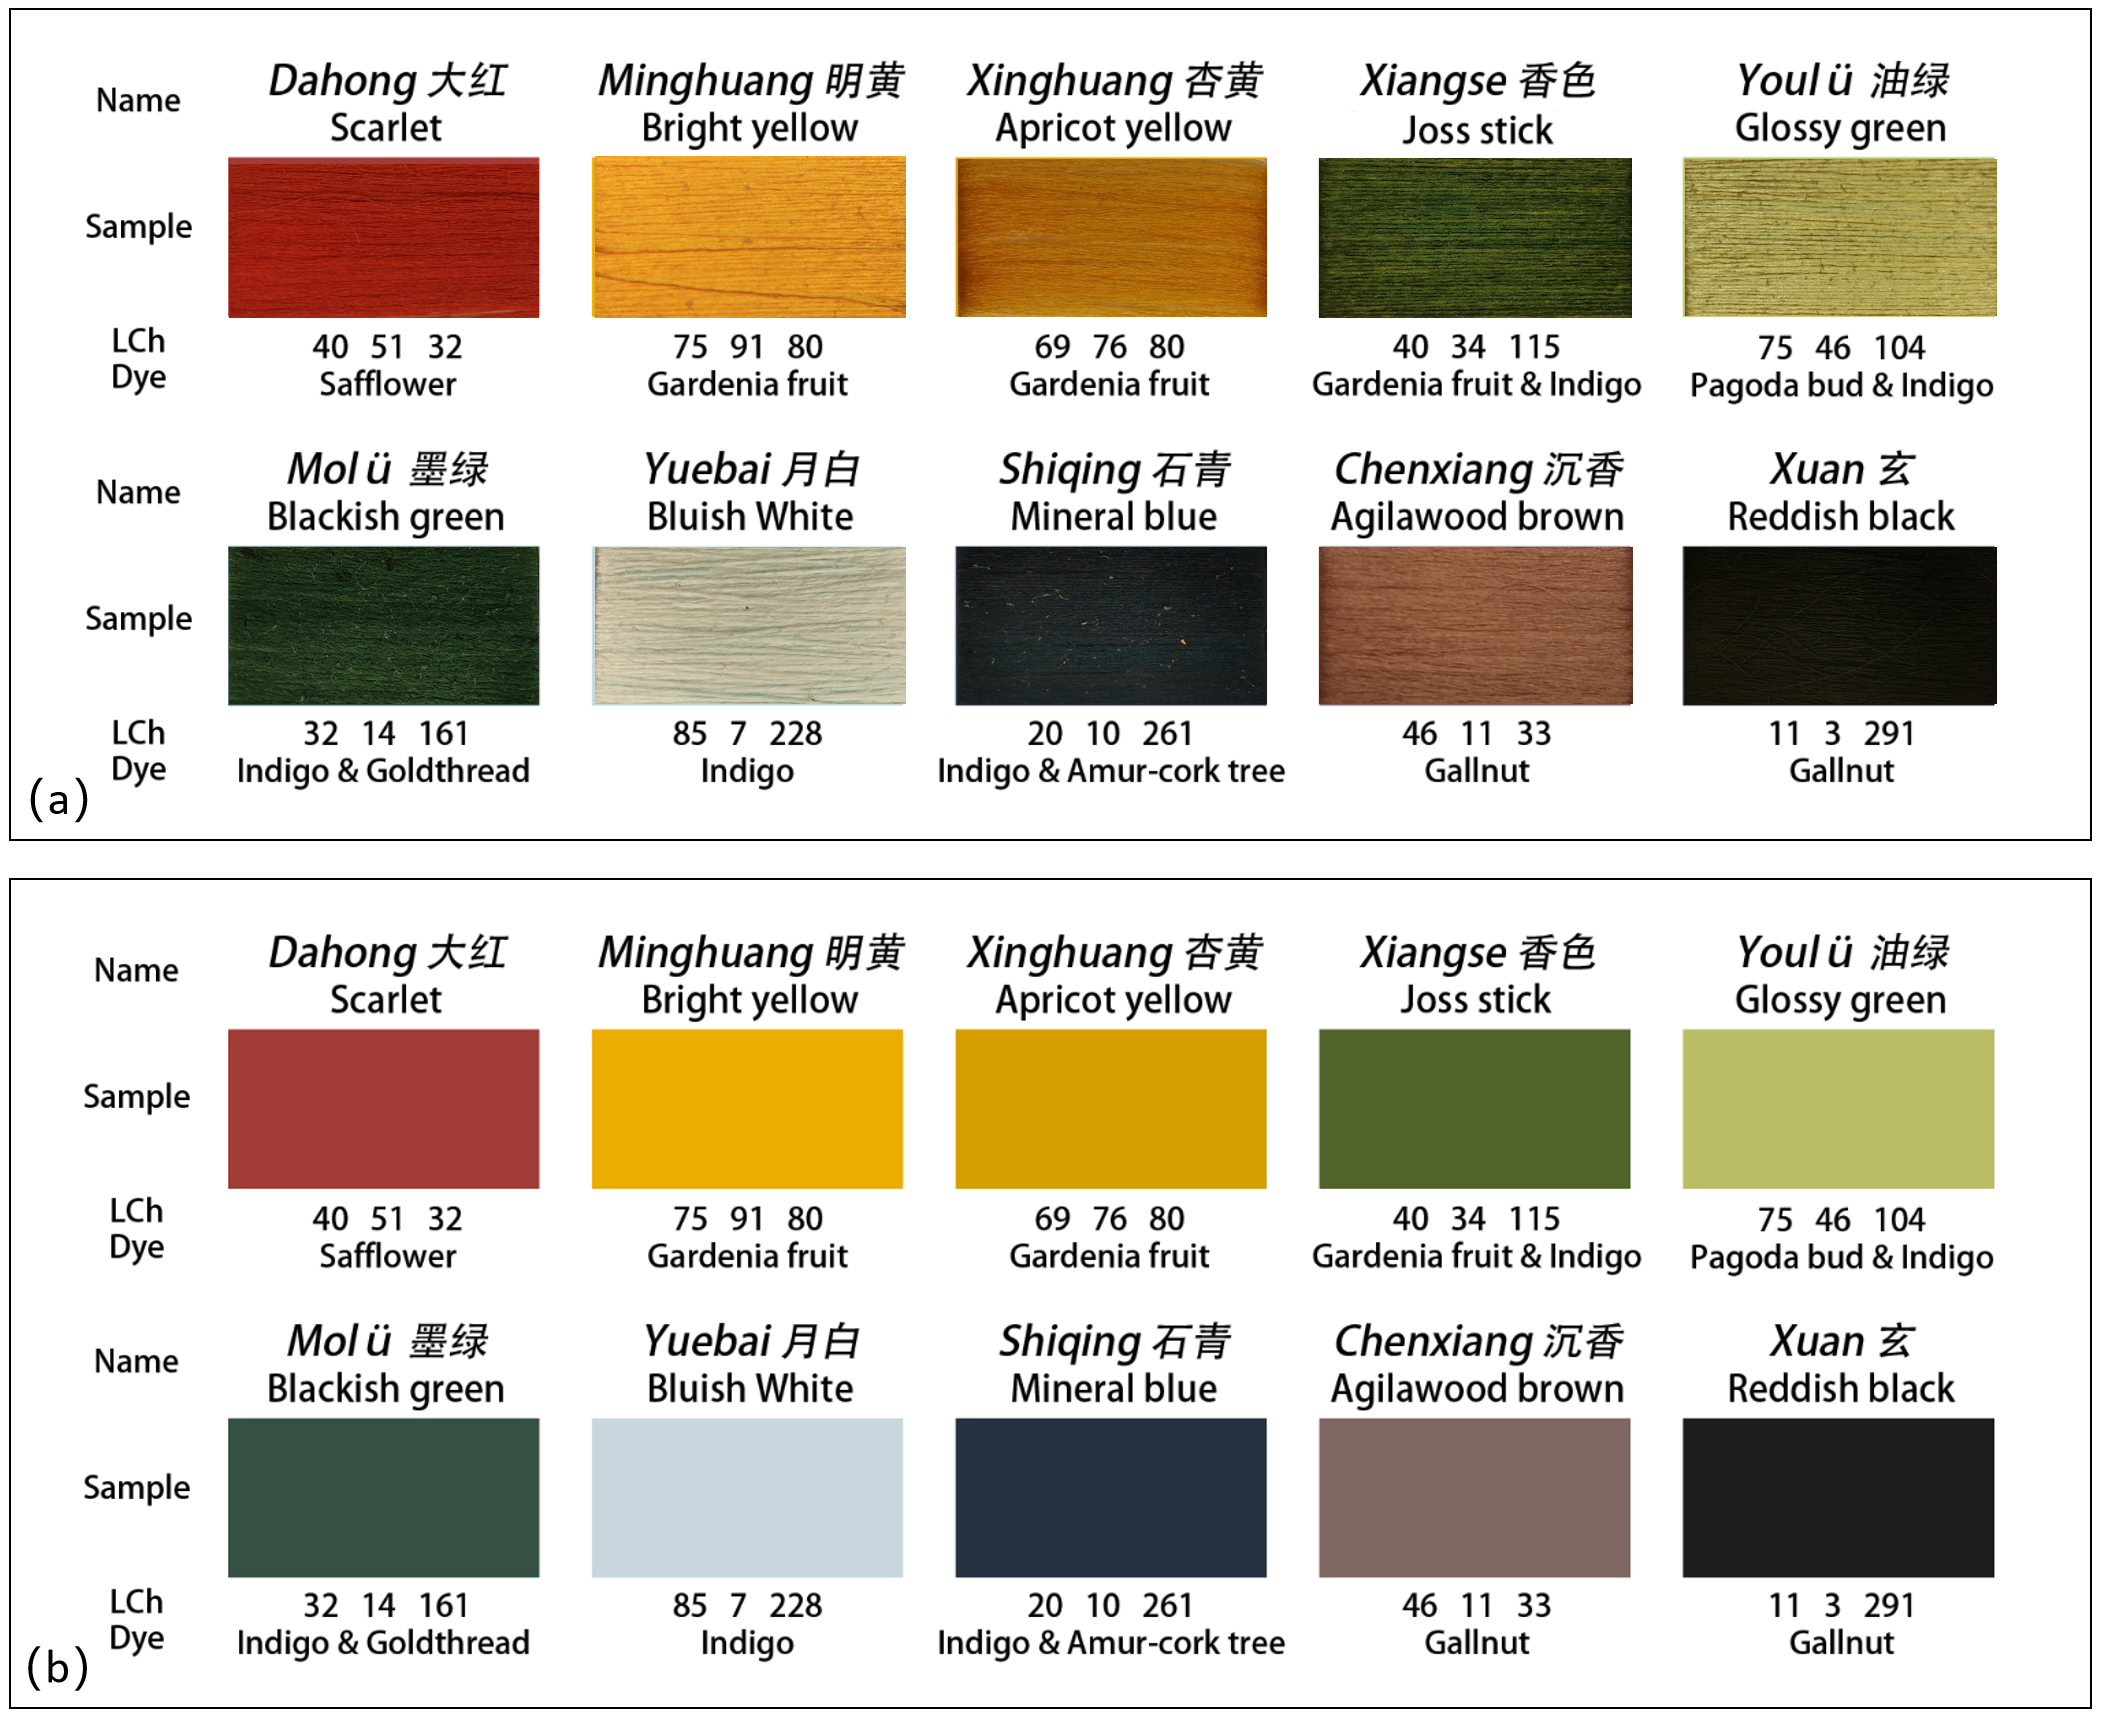 Name Dahong 大红 Minghuang 明黄 Xinghuang 杏黄 Xiangse 香色 Youlü 油绿
Scarlet Bright yellow Apricot yellow Joss stick Glossy green
Sample
LCh 40 51 32 75 91 80 69 76 80 40 34 115 75 46 104
Dye Safflower Gardenia fruit Gardenia fruit Gardenia fruit & Indigo Pagoda bud & Indigo
Name Molü 墨绿 Yuebai 月白 Shiqing 石青 Chenxiang 沉香 Xuan 玄
Blackish green Bluish White Mineral blue Agilawood brown Reddish black
Sample
LCh 32 14 161 85 7 228 20 10 261 46 11 33 11 3 291
Dye Indigo & Goldthread Indigo Indigo & Amur-cork tree Gallnut Gallnut
(a)
Name Dahong 大红 Minghuang 明黄 Xinghuang 杏黄 Xiangse 香色 Youlü 油绿
Scarlet Bright yellow Apricot yellow Joss stick Glossy green
Sample
LCh 40 51 32 75 91 80 69 76 80 40 34 115 75 46 104
Dye Safflower Gardenia fruit Gardenia fruit Gardenia fruit & Indigo Pagoda bud & Indigo
Name Molü 墨绿 Yuebai 月白 Shiqing 石青 Chenxiang 沉香 Xuan 玄
Blackish green Bluish White Mineral blue Agilawood brown Reddish black
Sample
LCh 32 14 161 85 7 228 20 10 261 46 11 33 11 3 291
Dye Indigo & Goldthread Indigo Indigo & Amur-cork tree Gallnut Gallnut
(b)